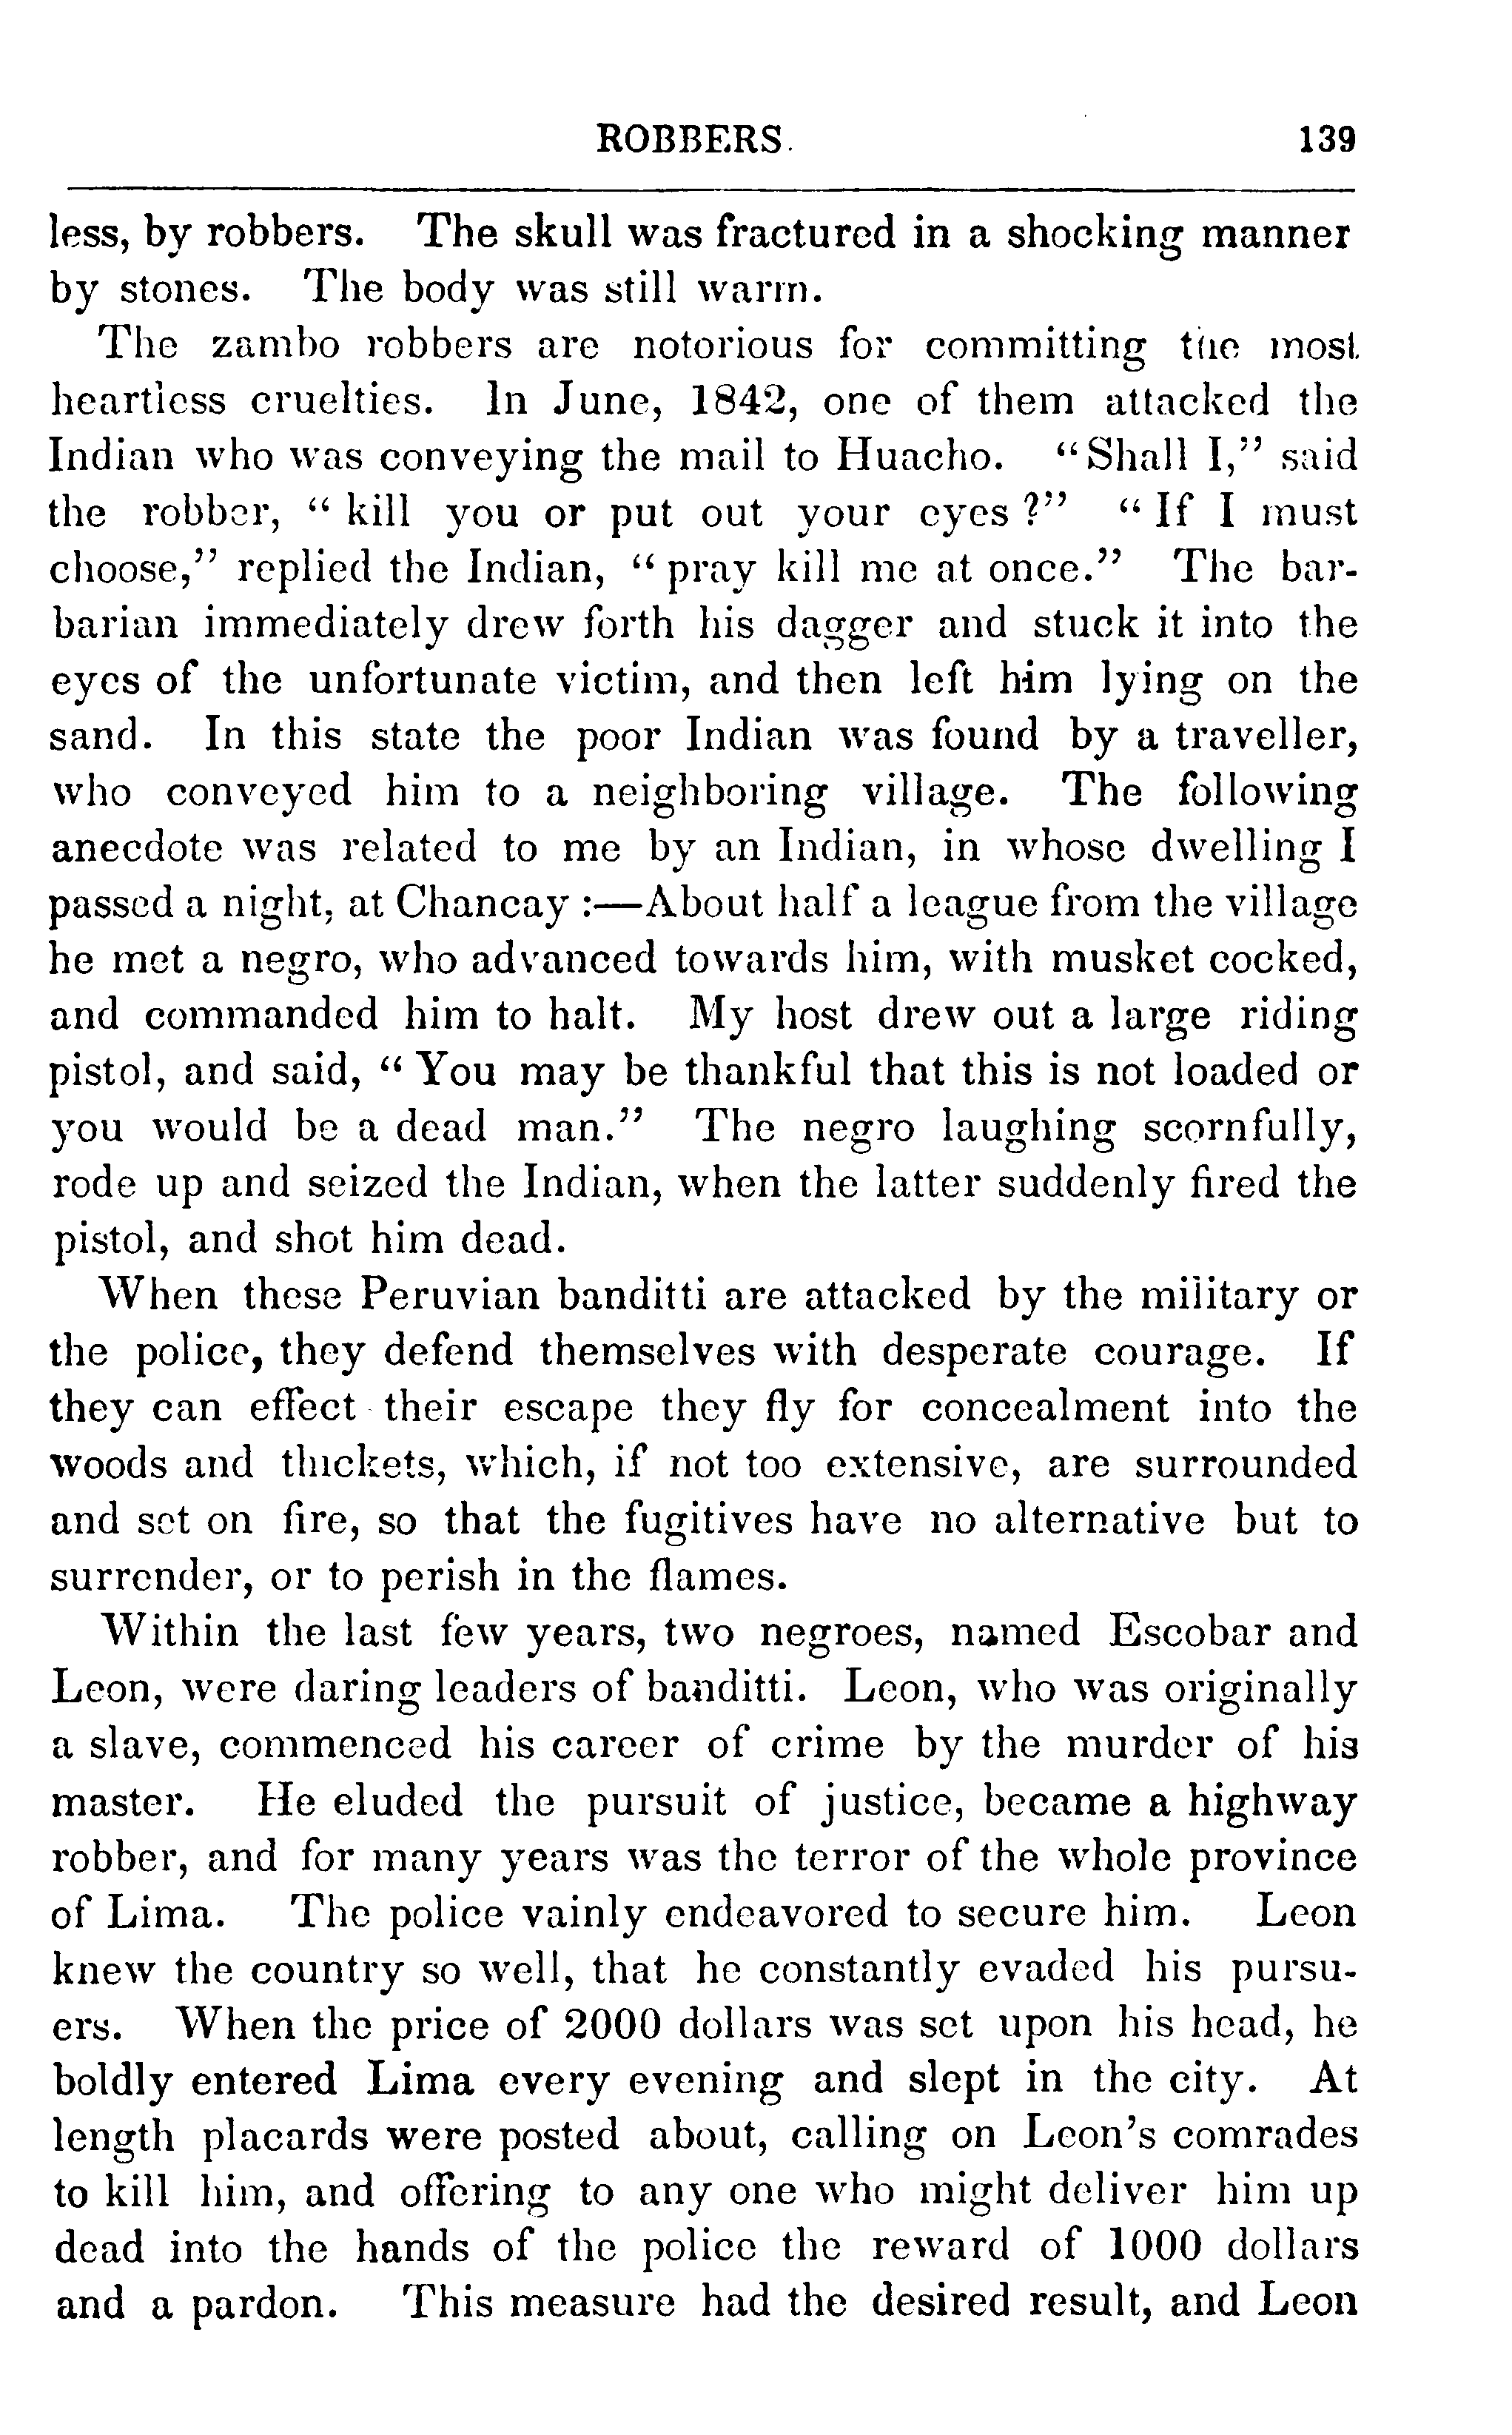 ROBBERS. 139
less, by robbers. The skull was fractured in a shocking manner
by stones. The body was still warm.
The zambo robbers are notorious for committing the most
heartless cruelties. In June, 1842, one of them attacked the
Indian who was conveying the mail to Huacho. "Shall I," said
the robber, "kill you or put out your eyes?" "If I must
choose," replied the Indian, "pray kill me at once." The bar-
barian immediately drew forth his dagger and stuck it into the
eyes of the unfortunate victim, and then left him lying on the
sand. In this state the poor Indian was found by a traveller,
who conveyed him to a neighboring village. The following
anecdote was related to me by an Indian, in whose dwelling I
passed a night, at Chancay :—About half a league from the village
he met a negro, who advanced towards him, with musket cocked,
and commanded him to halt. My host drew out a large riding
pistol, and said, "You may be thankful that this is not loaded or
you would be a dead man." The negro laughing scornfully,
rode up and seized the Indian, when the latter suddenly fired the
pistol, and shot him dead.
When these Peruvian banditti are attacked by the military or
the police, they defend themselves with desperate courage. If
they can effect their escape they fly for concealment into the
woods and thickets, which, if not too extensive, are surrounded
and set on fire, so that the fugitives have no alternative but to
surrender, or to perish in the flames.
Within the last few years, two negroes, named Escobar and
Leon, were daring leaders of banditti. Leon, who was originally
a slave, commenced his career of crime by the murder of his
master. He eluded the pursuit of justice, became a highway
robber, and for many years was the terror of the whole province
of Lima. The police vainly endeavored to secure him. Leon
knew the country so well, that he constantly evaded his pursu-
ers. When the price of 2000 dollars was set upon his head, he
boldly entered Lima every evening and slept in the city. At
length placards were posted about, calling on Leon's comrades
to kill him, and offering to any one who might deliver him up
dead into the hands of the police the reward of 1000 dollars
and a pardon. This measure had the desired result, and Leon